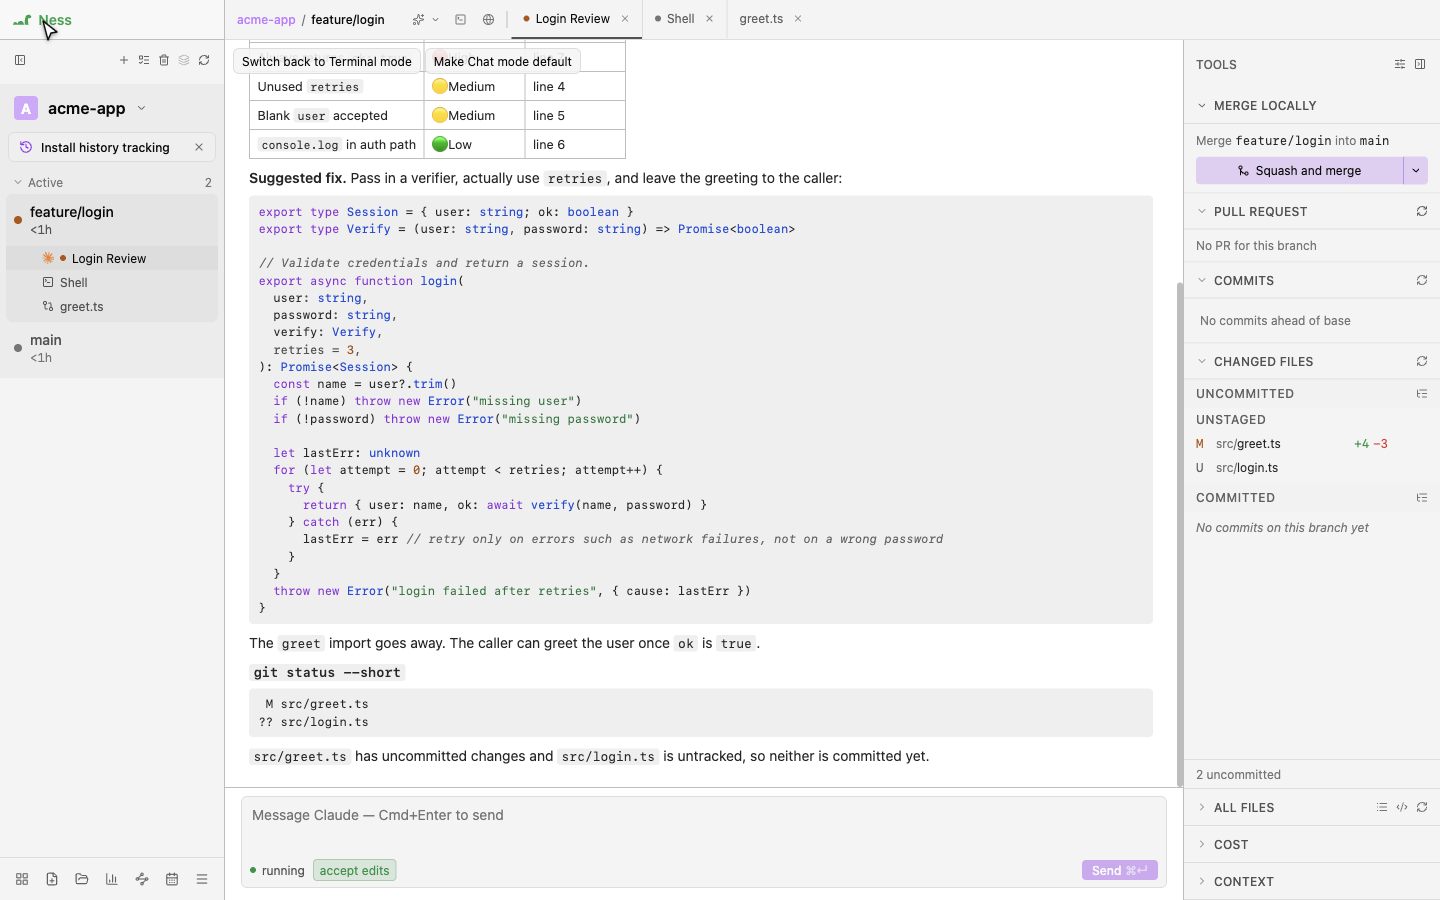 Ness
acme-app / feature/login
Login Review
Shell
greet.ts
A
acme-app
Install history tracking
Active 2
feature/login
<1h
Login Review
Shell
greet.ts
main
<1h
Switch back to Terminal mode
Make Chat mode default
Unused retries Medium line 4
Blank user accepted Medium line 5
console.log in auth path Low line 6
Suggested fix. Pass in a verifier, actually use retries, and leave the greeting to the caller:
export type Session = { user: string; ok: boolean }
export type Verify = (user: string, password: string) => Promise<boolean>
// Validate credentials and return a session.
export async function login(
  user: string,
  password: string,
  verify: Verify,
  retries = 3,
): Promise<Session> {
  const name = user?.trim()
  if (!name) throw new Error("missing user")
  if (!password) throw new Error("missing password")
  let lastErr: unknown
  for (let attempt = 0; attempt < retries; attempt++) {
    try {
      return { user: name, ok: await verify(name, password) }
    } catch (err) {
      lastErr = err // retry only on errors such as network failures, not on a wrong password
    }
  }
  throw new Error("login failed after retries", { cause: lastErr })
}
The greet import goes away. The caller can greet the user once ok is true.
git status --short
 M src/greet.ts
?? src/login.ts
src/greet.ts has uncommitted changes and src/login.ts is untracked, so neither is committed yet.
Message Claude — Cmd+Enter to send
running
accept edits
Send ⌘↵
TOOLS
MERGE LOCALLY
Merge feature/login into main
Squash and merge
PULL REQUEST
No PR for this branch
COMMITS
No commits ahead of base
CHANGED FILES
UNCOMMITTED
UNSTAGED
M src/greet.ts +4 −3
U src/login.ts
COMMITTED
No commits on this branch yet
2 uncommitted
ALL FILES
COST
CONTEXT